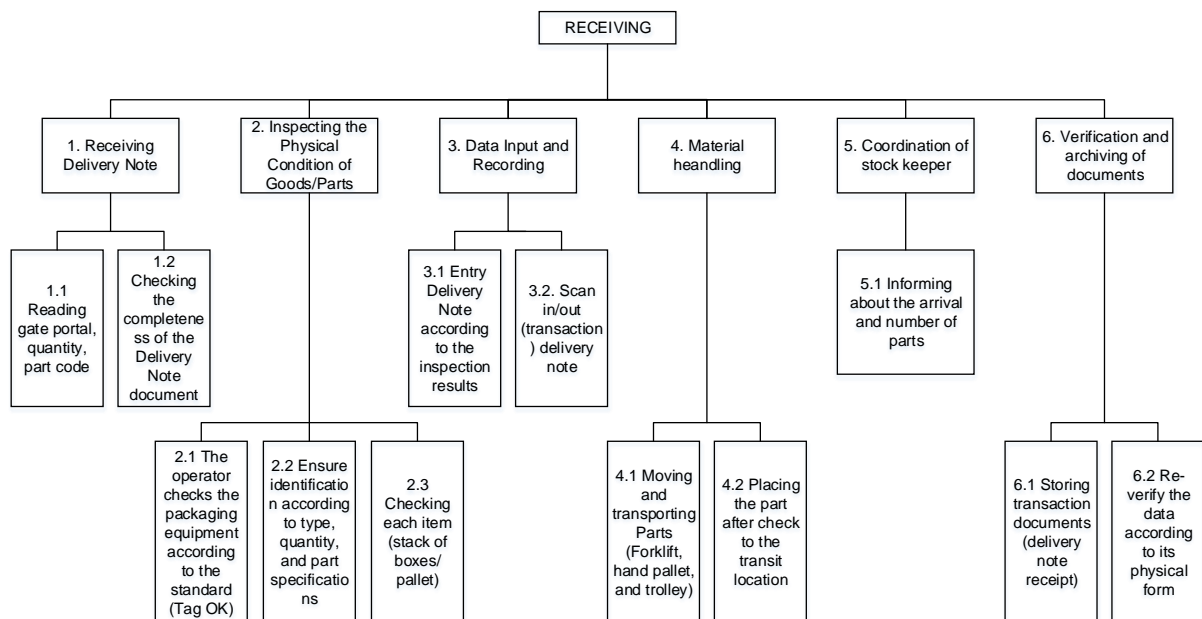 RECEIVING
1. Receiving
Delivery Note
2. Inspecting the
Physical
Condition of
Goods/Parts
3. Data Input and
Recording
4. Material
heandling
5. Coordination of
stock keeper
6. Verification and
archiving of
documents
1.1
Reading
gate portal,
quantity,
part code
1.2
Checking
the
completene
ss of the
Delivery
Note
document
3.1 Entry
Delivery
Note
according
to the
inspection
results
3.2. Scan
in/out
(transaction
) delivery
note
5.1 Informing
about the arrival
and number of
parts
2.1 The
operator
checks the
packaging
equipment
according
to the
standard
(Tag OK)
2.2 Ensure
identificatio
n according
to type,
quantity,
and part
specificatio
ns
2.3
Checking
each item
(stack of
boxes/
pallet)
4.1 Moving
and
transporting
Parts
(Forklift,
hand pallet,
and trolley)
4.2 Placing
the part
after check
to the
transit
location
6.1 Storing
transaction
documents
(delivery
note
receipt)
6.2 Re-
verify the
data
according
to its
physical
form